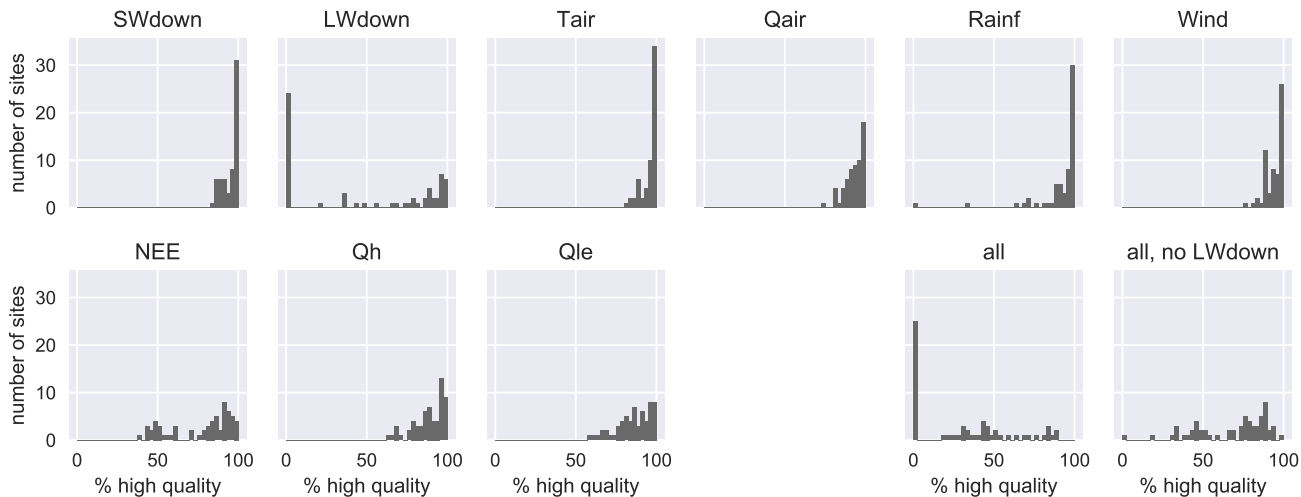 SWdown LWdown Tair Qair Rainf Wind
number of sites
30
20
10
0
NEE Qh Qle all all, no LWdown
number of sites
30
20
10
0
0 50 100 0 50 100 0 50 100 0 50 100 0 50 100
% high quality % high quality % high quality % high quality % high quality